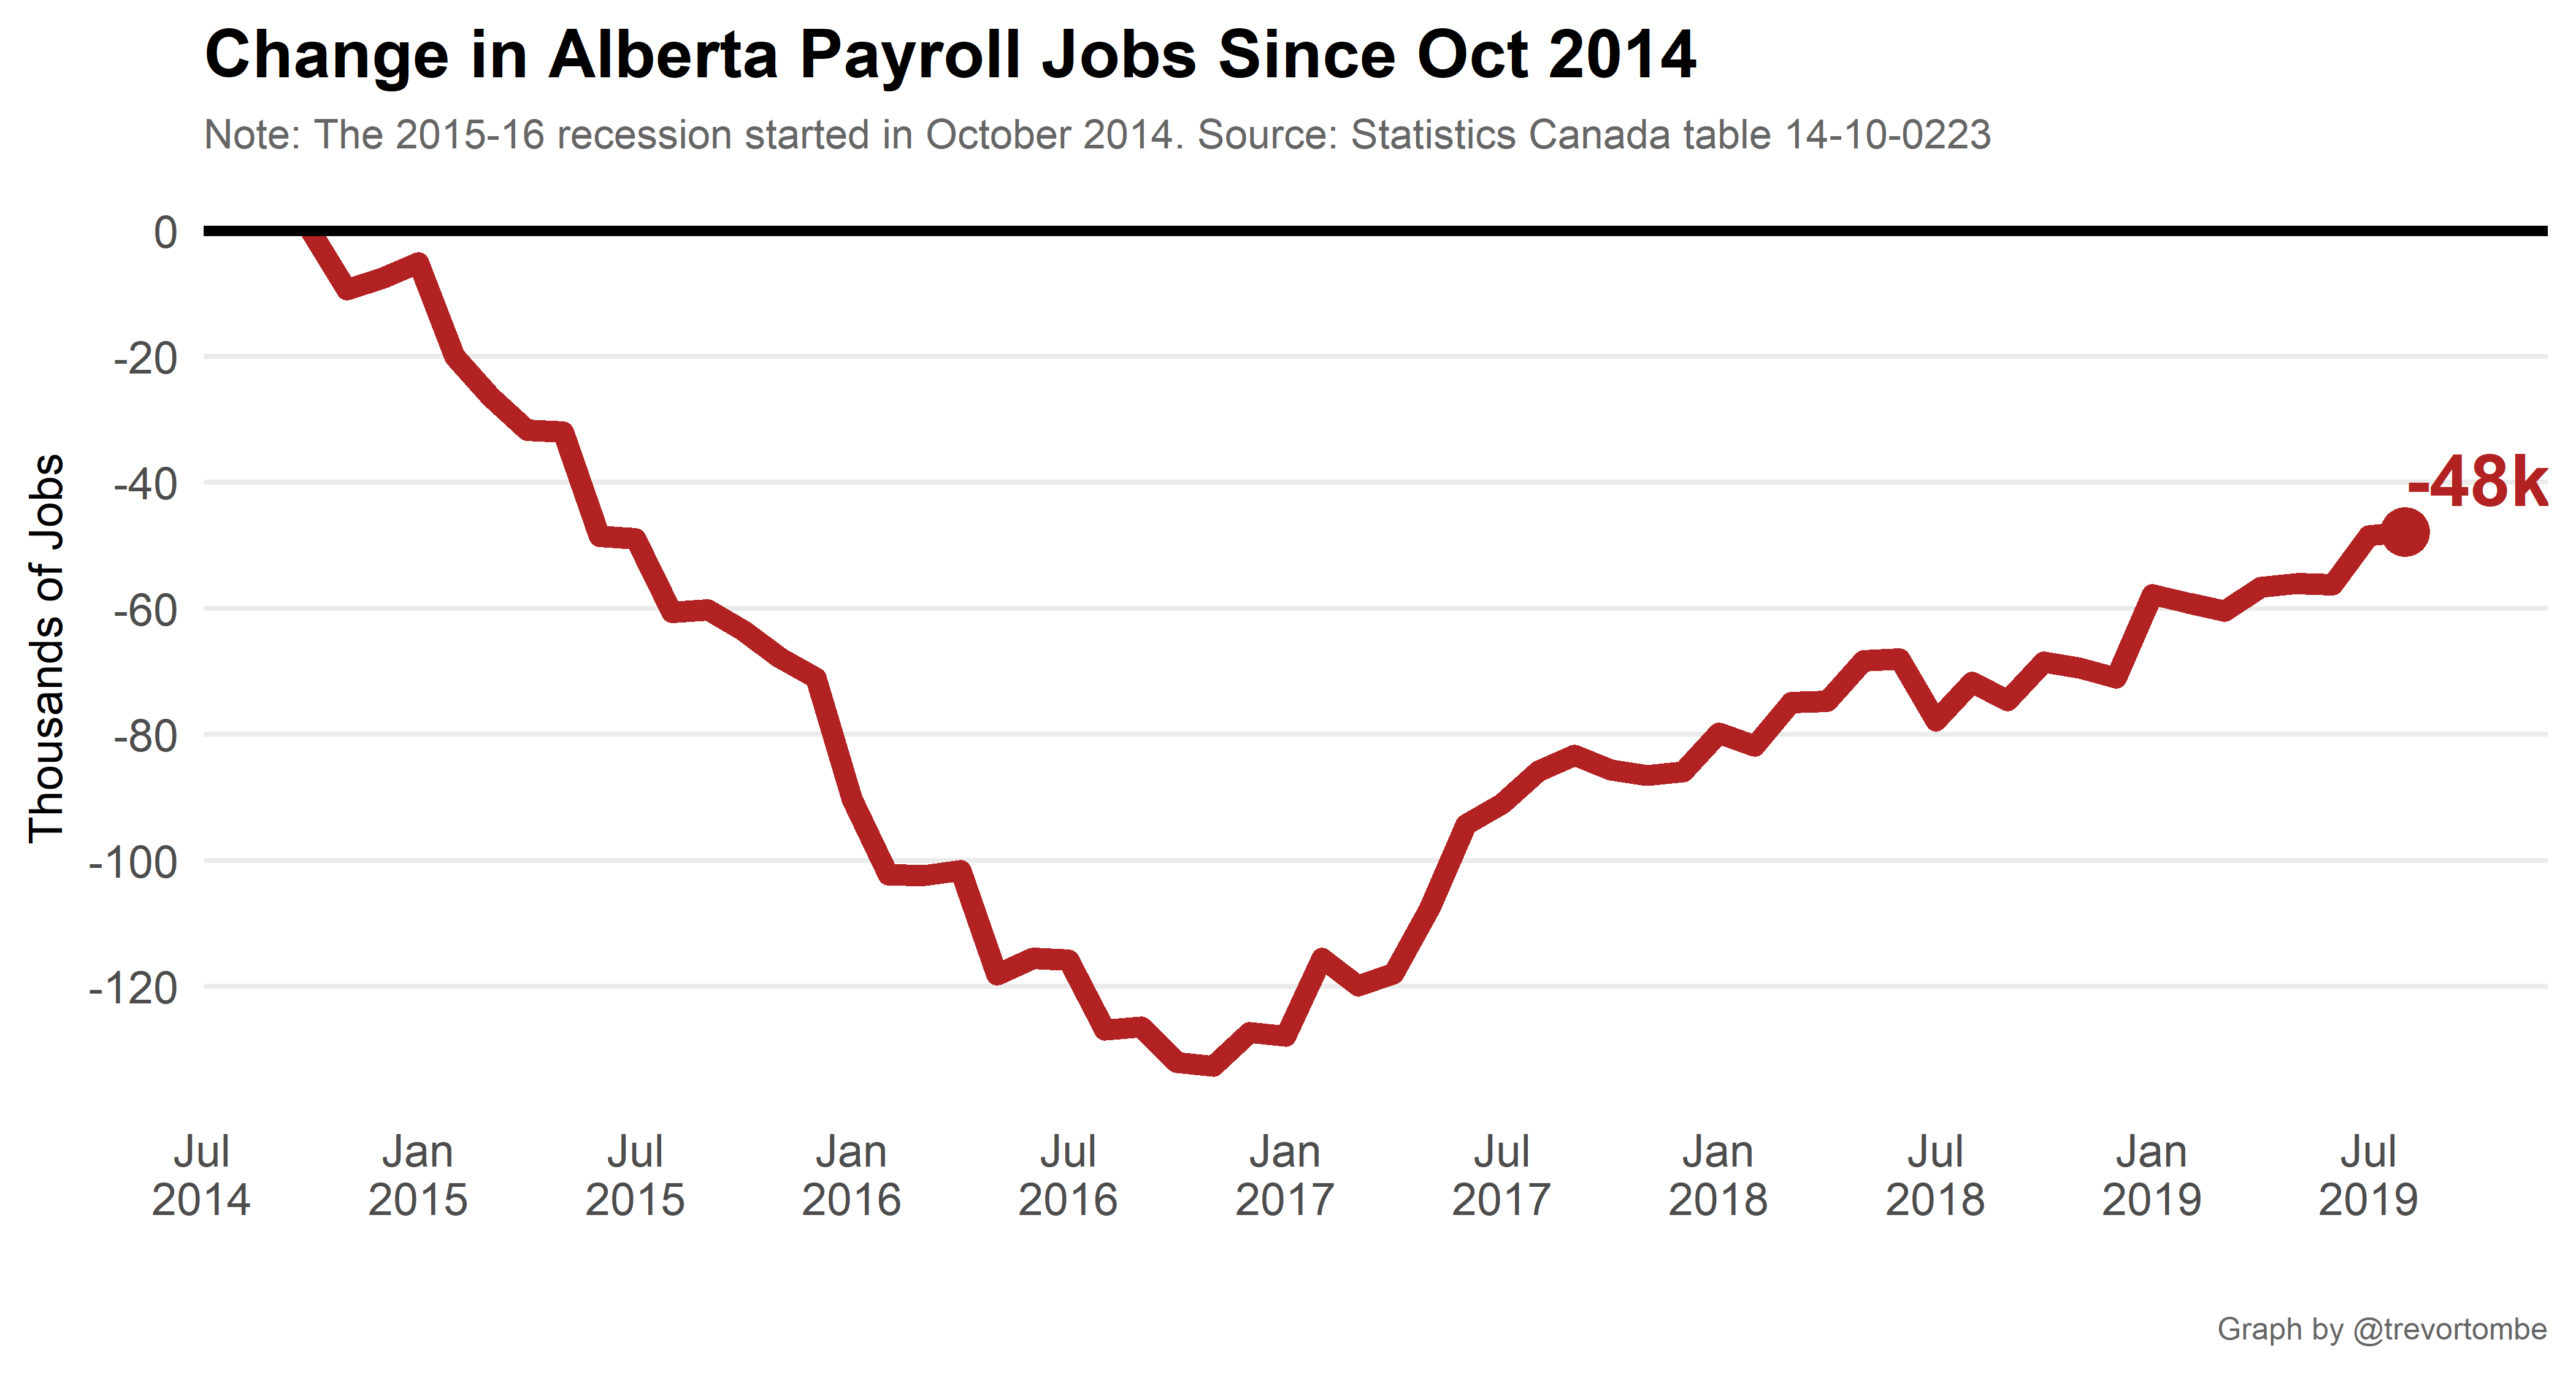 Change in Alberta Payroll Jobs Since Oct 2014
Note: The 2015-16 recession started in October 2014. Source: Statistics Canada table 14-10-0223
Thousands of Jobs
0
-20
-40
-60
-80
-100
-120
-48k
Jul
2014
Jan
2015
Jul
2015
Jan
2016
Jul
2016
Jan
2017
Jul
2017
Jan
2018
Jul
2018
Jan
2019
Jul
2019
Graph by @trevortombe